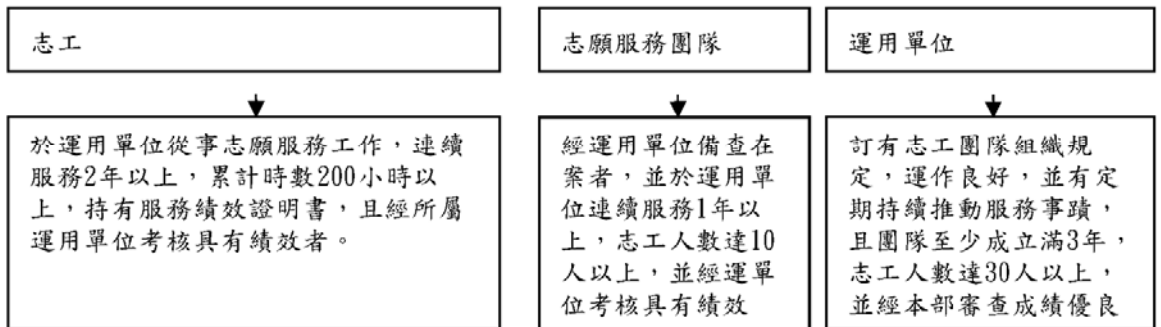 志工
於運用單位從事志願服務工作，連續
服務2年以上，累計時數200小時以
上，持有服務績效證明書，且經所屬
運用單位考核具有績效者。
志願服務團隊
經運用單位備查在
案者，並於運用單
位連續服務1年以
上，志工人數達10
人以上，並經運單
位考核具有績效
運用單位
訂有志工團隊組織規
定，運作良好，並有定
期持續推動服務事蹟，
且團隊至少成立滿3年，
志工人數達30人以上，
並經本部審查成績優良